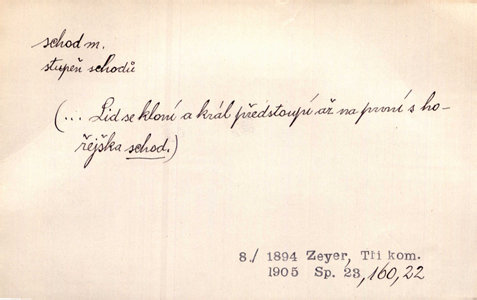 schod m.
stupeň schodů
(... Lid se kloní a král předstoupí až na první s ho-
řejška schod.)
8./ 1894 Zeyer, Tři kom.
1905 Sp. 23, 160, 22